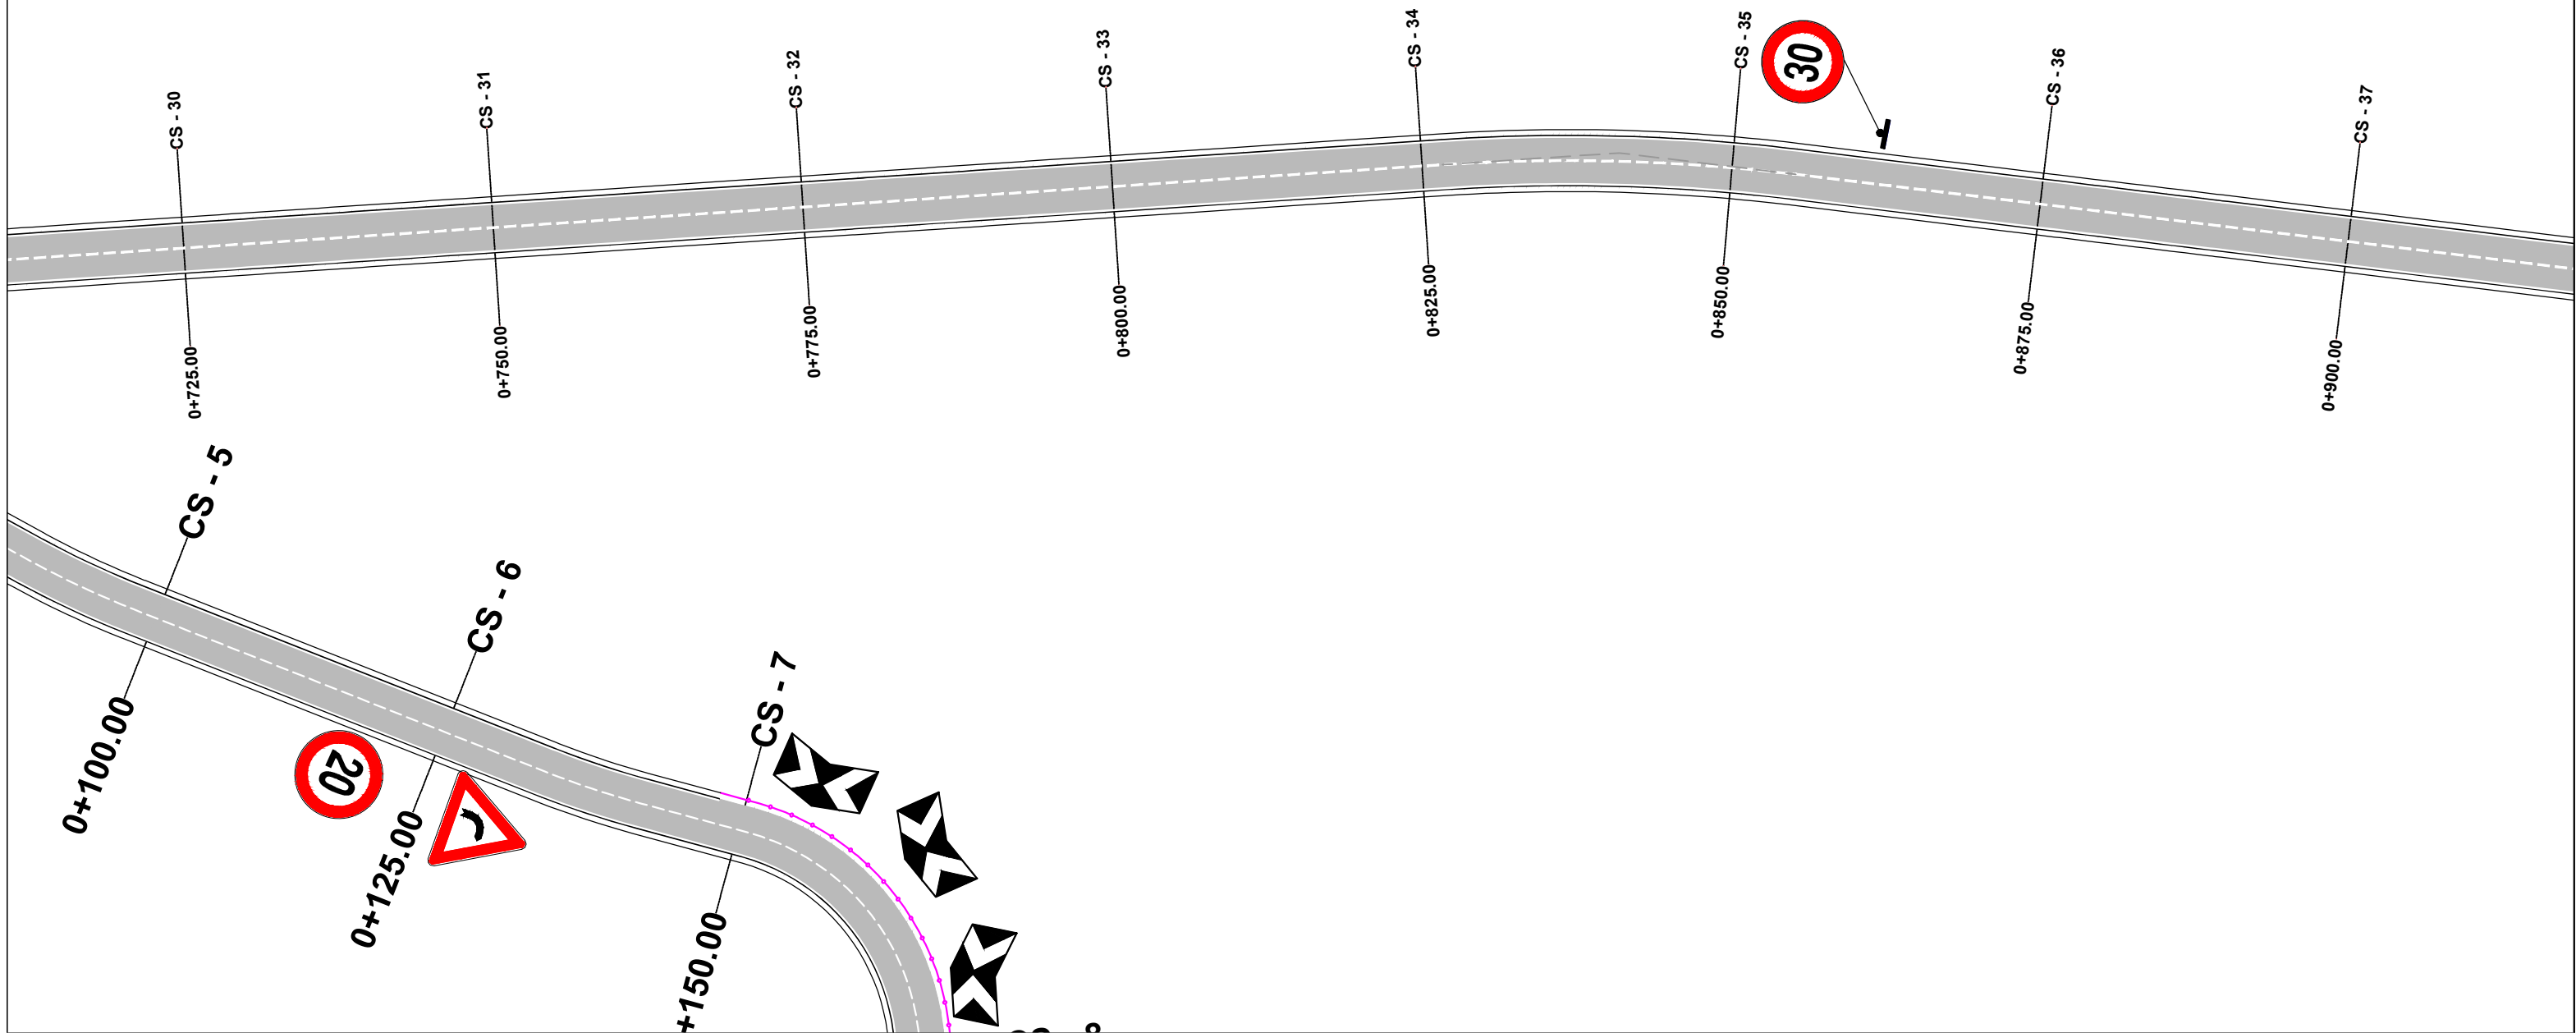 CS - 30
CS - 31
CS - 32
CS - 33
CS - 34
CS - 35
30
CS - 36
CS - 37
0+725.00
0+750.00
0+775.00
0+800.00
0+825.00
0+850.00
0+875.00
0+900.00
CS - 5
CS - 6
CS - 7
0+100.00
20
0+125.00
+150.00